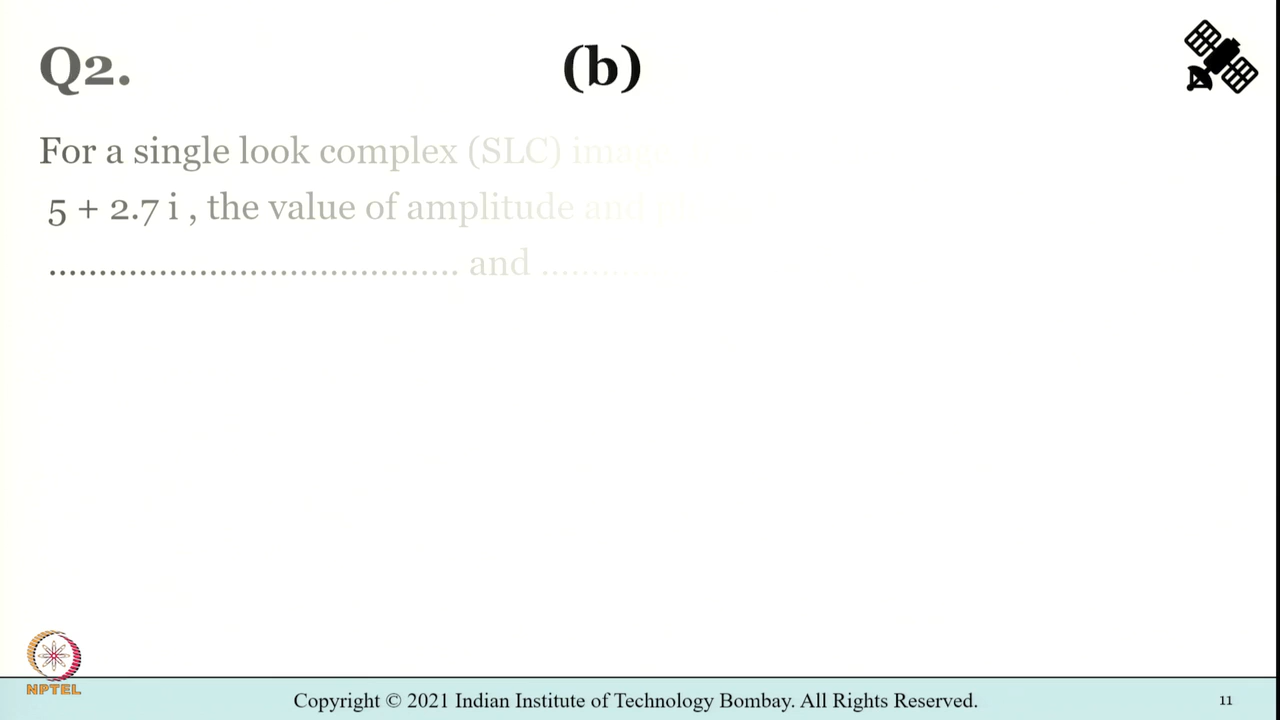 Q2. (b)
For a single look complex (SLC) image
5 + 2.7 i , the value of amplitude and
......................................... and ..........
NPTEL
Copyright © 2021 Indian Institute of Technology Bombay. All Rights Reserved.
11